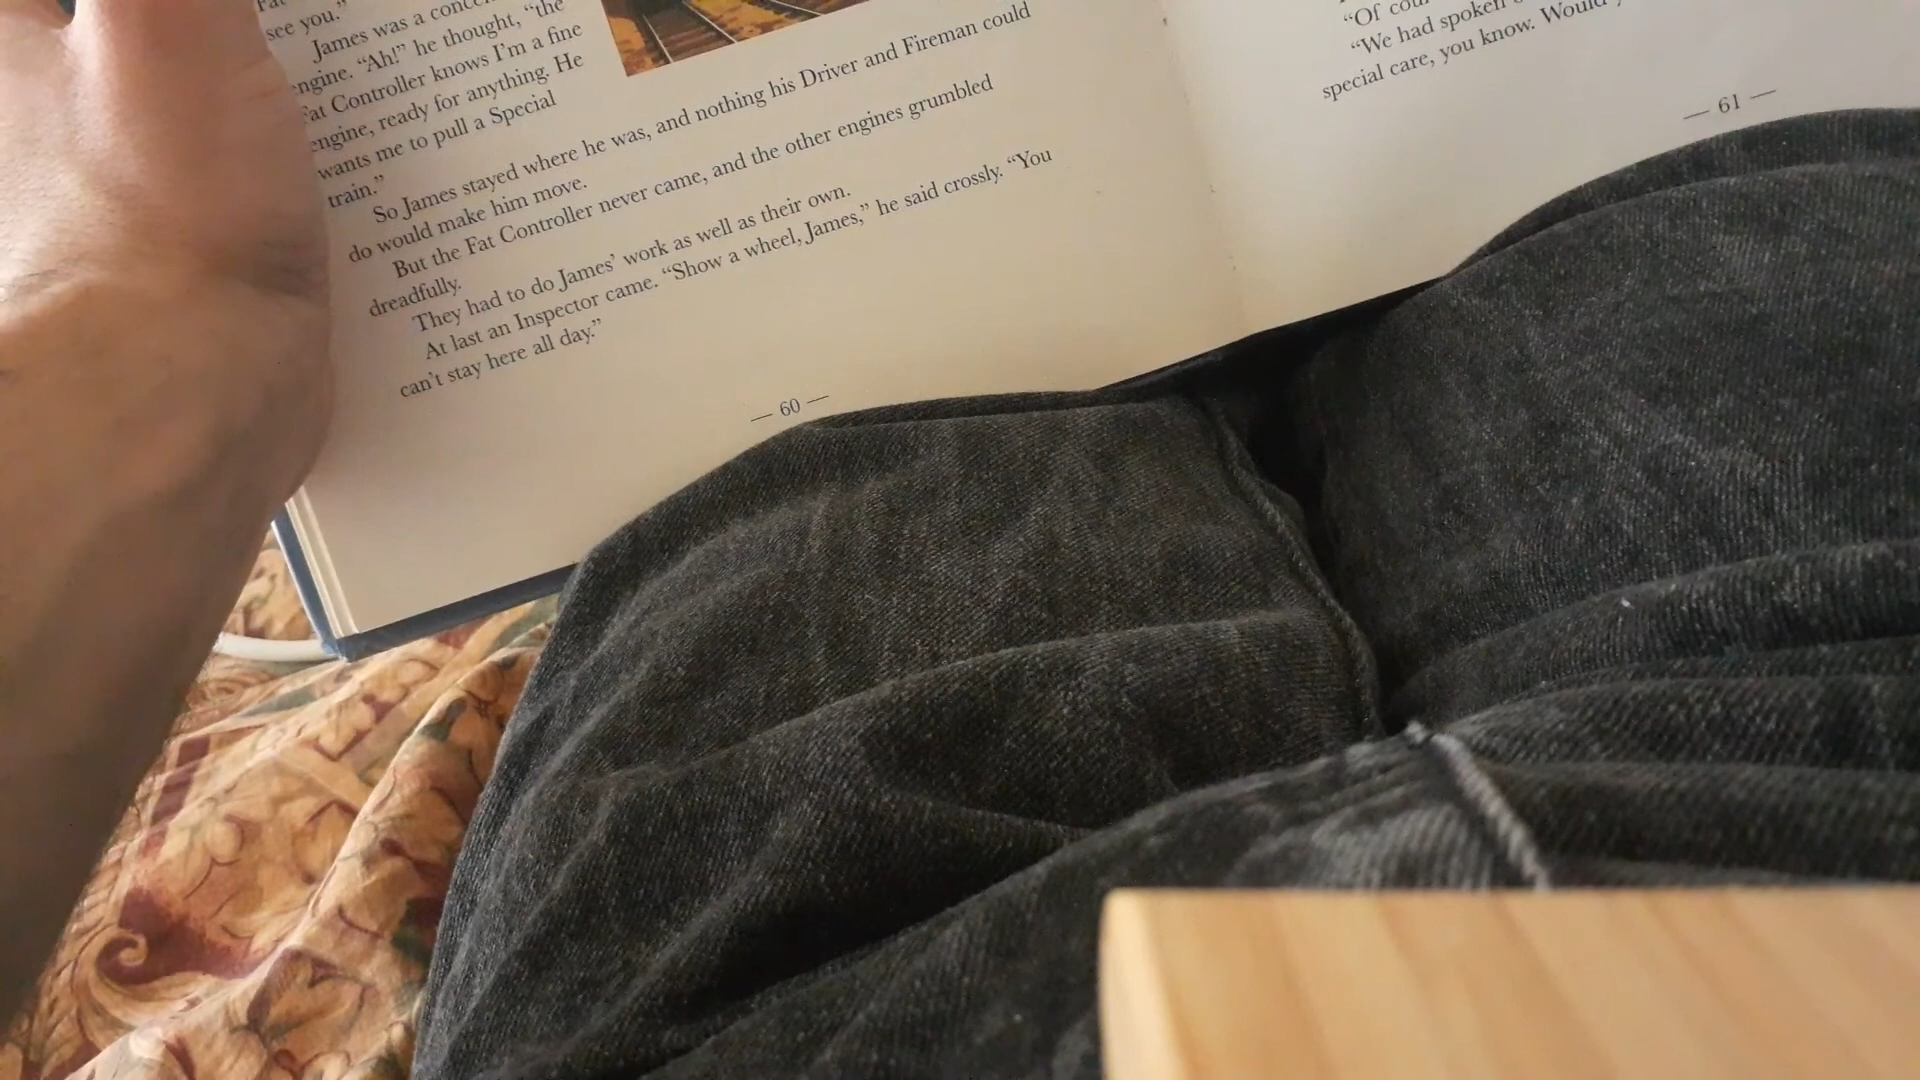 see you.”
James was a
engine. “Ah!” he thought, “the
Fat Controller knows I’m a fine
engine, ready for anything. He
wants me to pull a Special
train.”
So James stayed where he was, and nothing his Driver and Fireman could
do would make him move.
But the Fat Controller never came, and the other engines grumbled
dreadfully.
They had to do James’ work as well as their own.
At last an Inspector came. “Show a wheel, James,” he said crossly. “You
can’t stay here all day.”
— 60 —
“Of
“We had spoken
special care, you know. Would
— 61 —